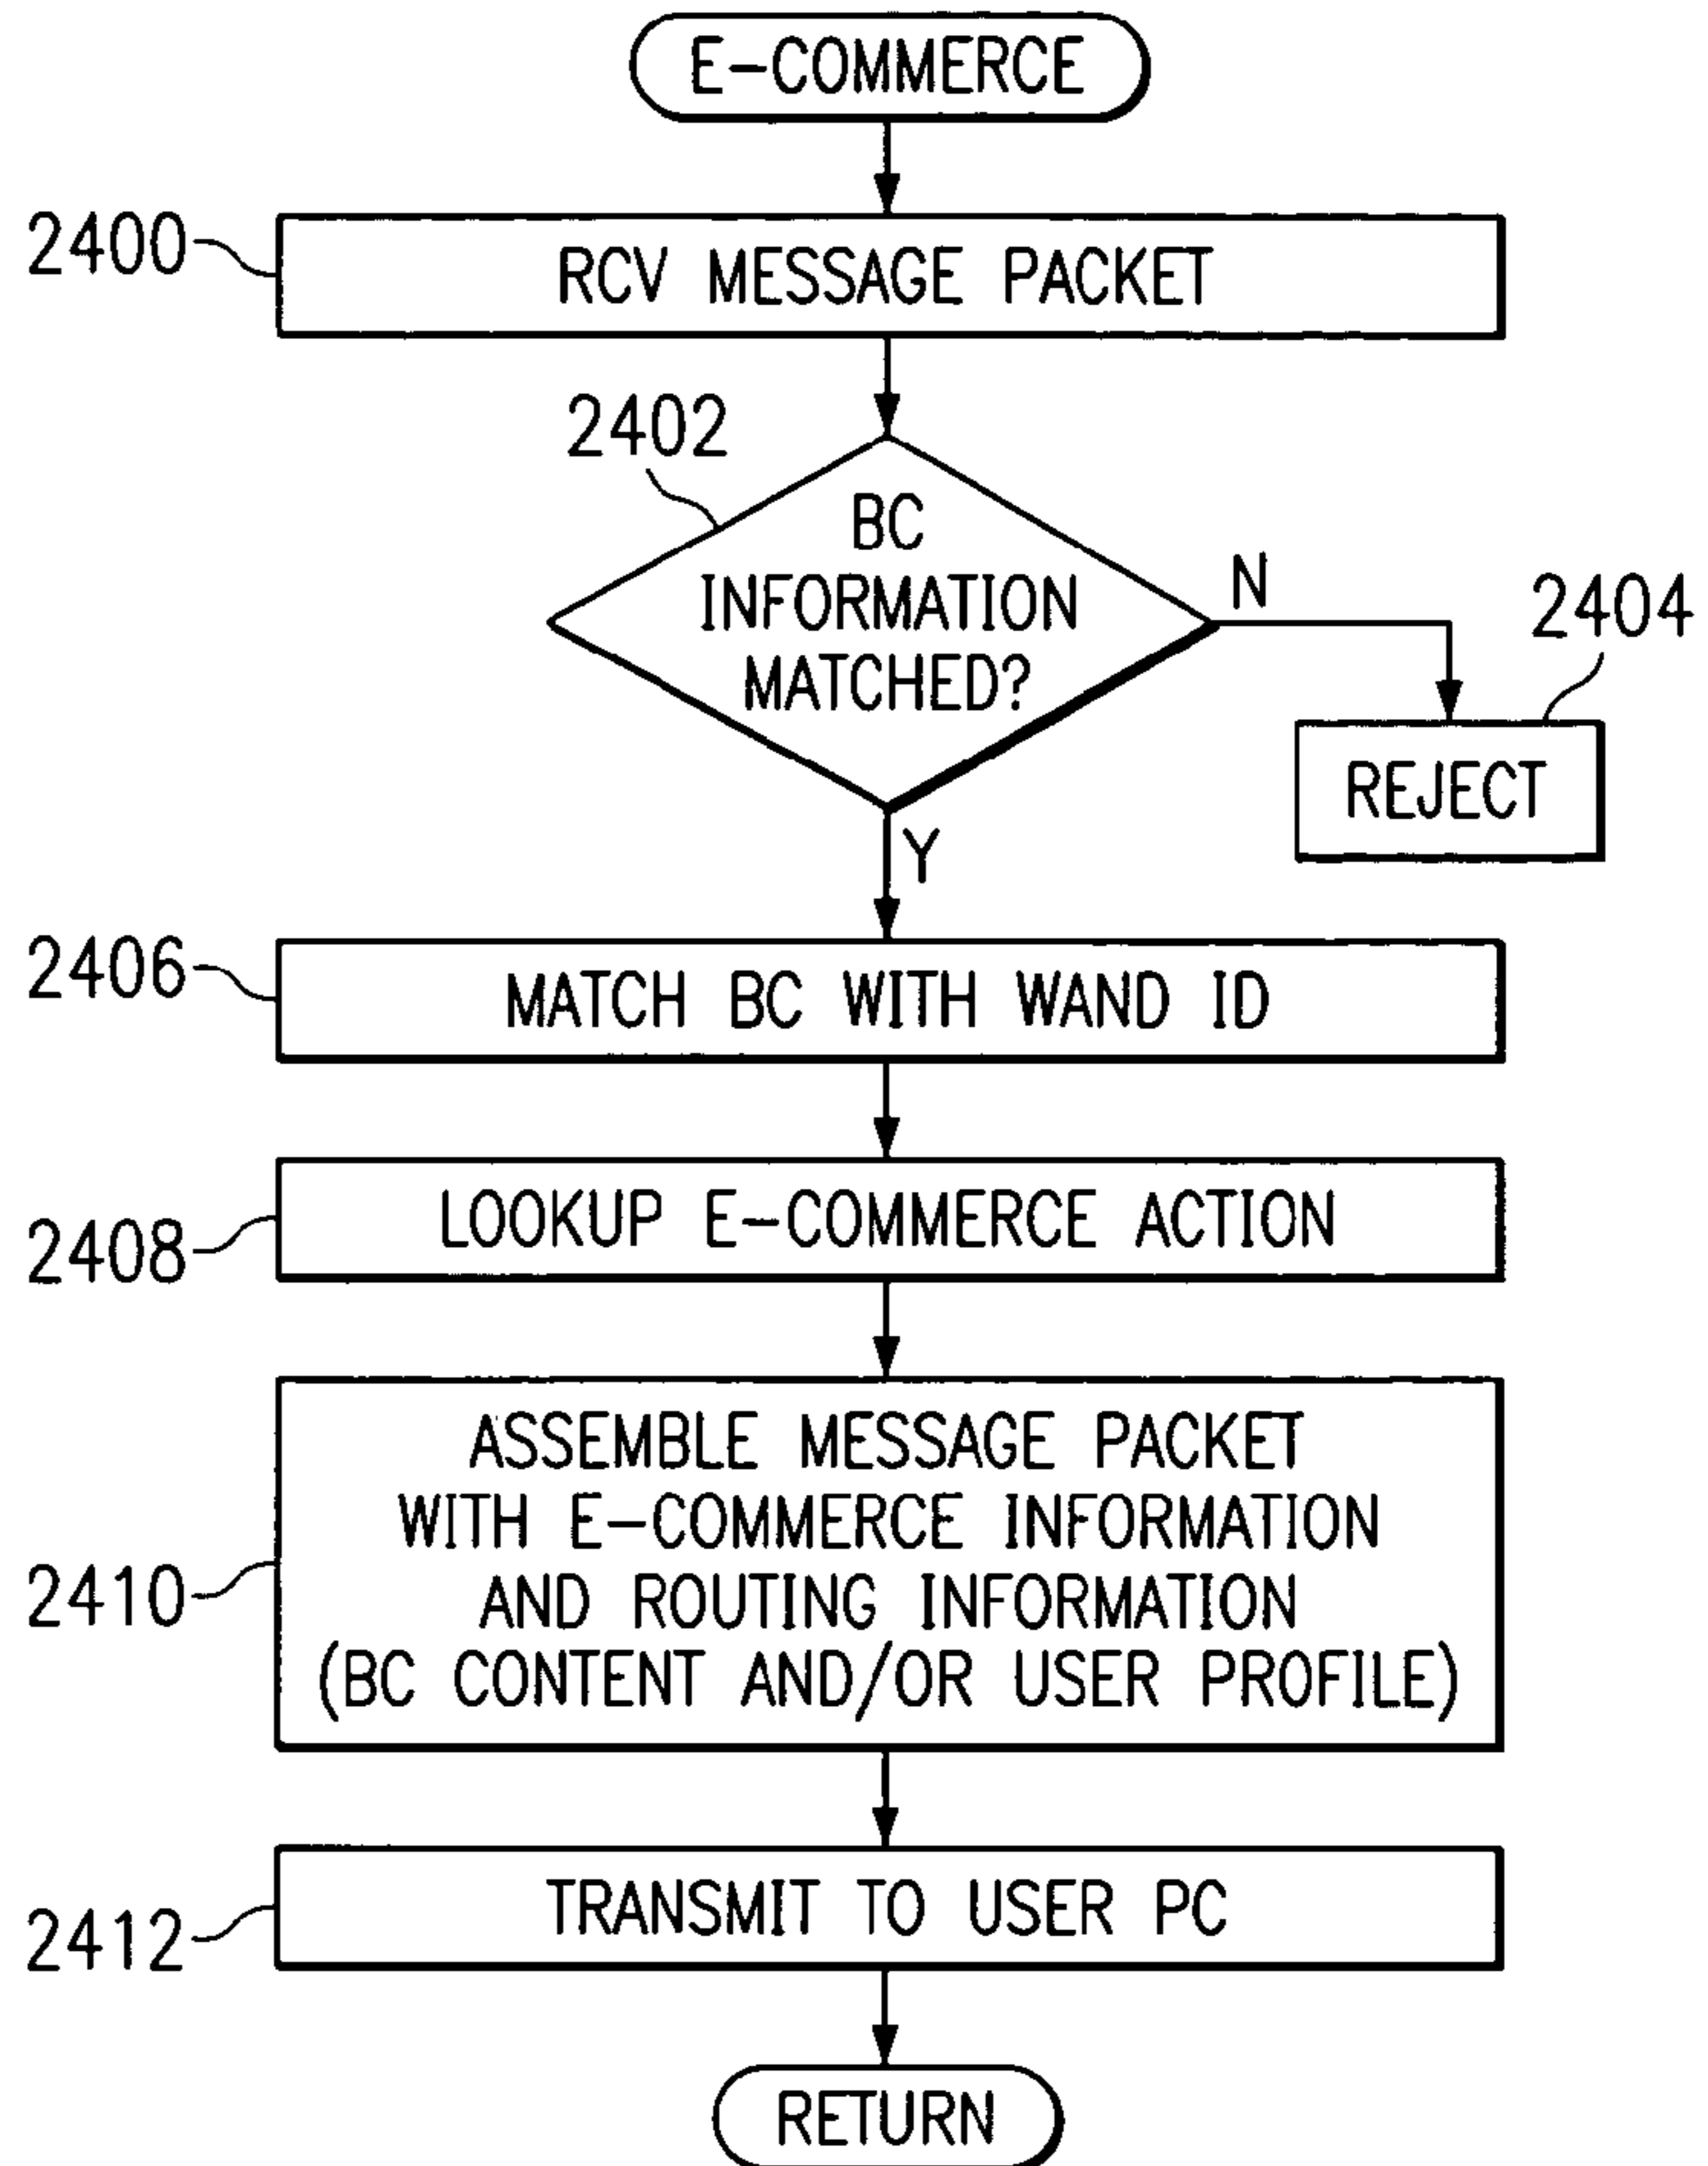 E-COMMERCE
2400
RCV MESSAGE PACKET
2402
BC
INFORMATION
MATCHED?
N
2404
REJECT
Y
2406
MATCH BC WITH WAND ID
LOOKUP E-COMMERCE ACTION
2408
ASSEMBLE MESSAGE PACKET
WITH E-COMMERCE INFORMATION
AND ROUTING INFORMATION
(BC CONTENT AND/OR USER PROFILE)
2410
TRANSMIT TO USER PC
2412
RETURN